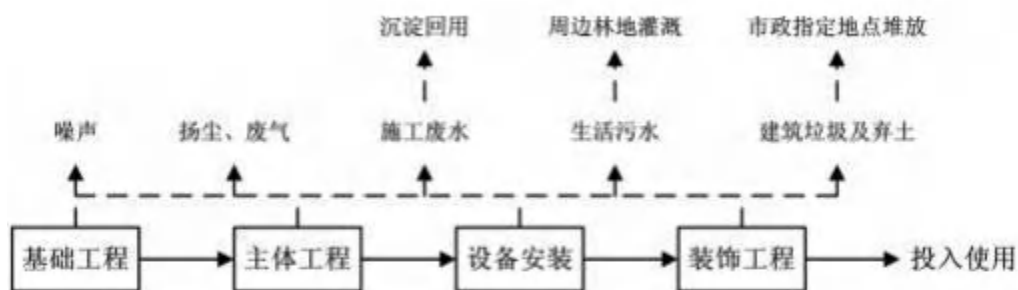 沉淀回用 周边林地灌溉 市政指定地点堆放
噪声 扬尘、废气 施工废水 生活污水 建筑垃圾及弃土
基础工程 主体工程 设备安装 装饰工程 投入使用